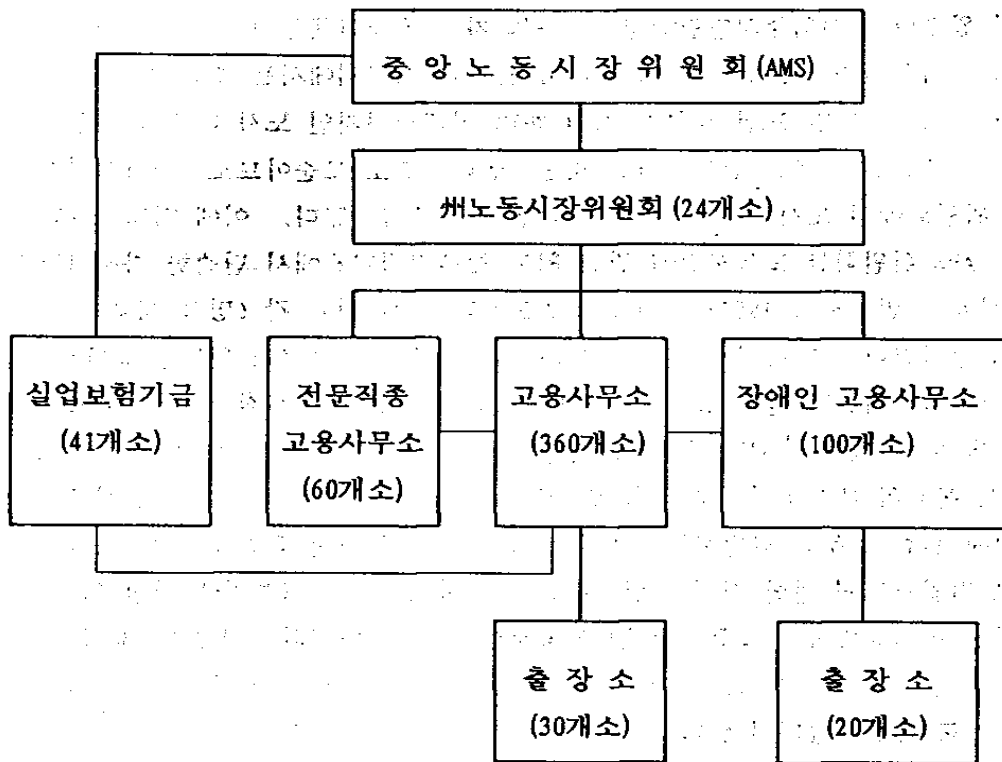 중 앙 노 동 시 장 위 원 회 (AMS)
州노동시장위원회 (24개소)
실업보험기금
(41개소)
전문직종
고용사무소
(60개소)
고용사무소
(360개소)
장애인 고용사무소
(100개소)
출 장 소
(30개소)
출 장 소
(20개소)